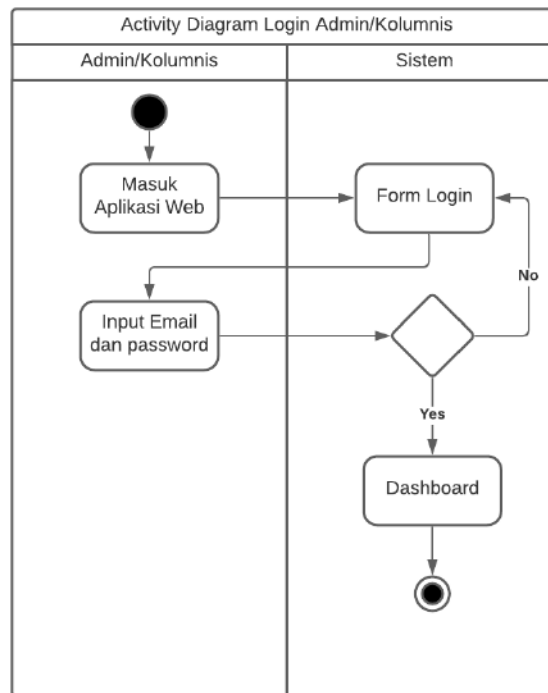 Activity Diagram Login Admin/Kolumnis
Admin/Kolumnis
Sistem
Masuk
Aplikasi Web
Form Login
No
Input Email
dan password
Yes
Dashboard